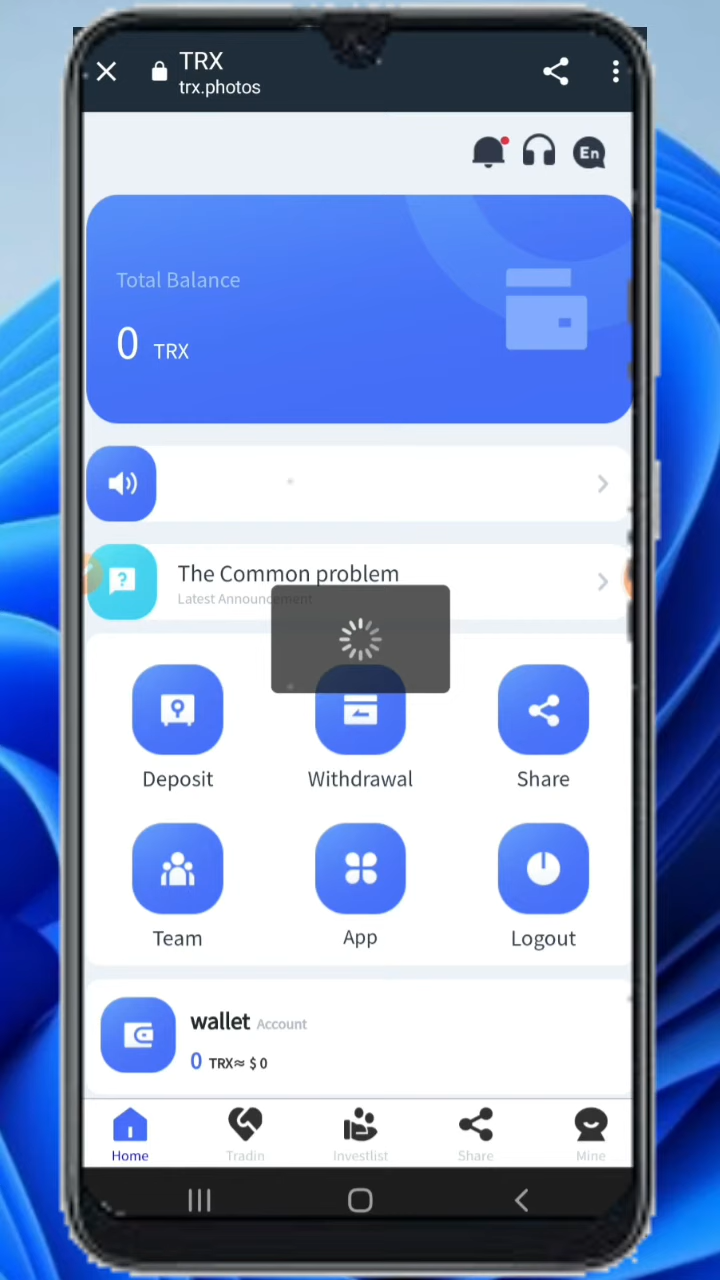 TRX
trx.photos
En
Total Balance
0 TRX
The Common problem
Latest Announcement
Deposit
Withdrawal
Share
Team
App
Logout
wallet Account
0 TRX≈ $ 0
Home
Tradin
Investlist
Share
Mine